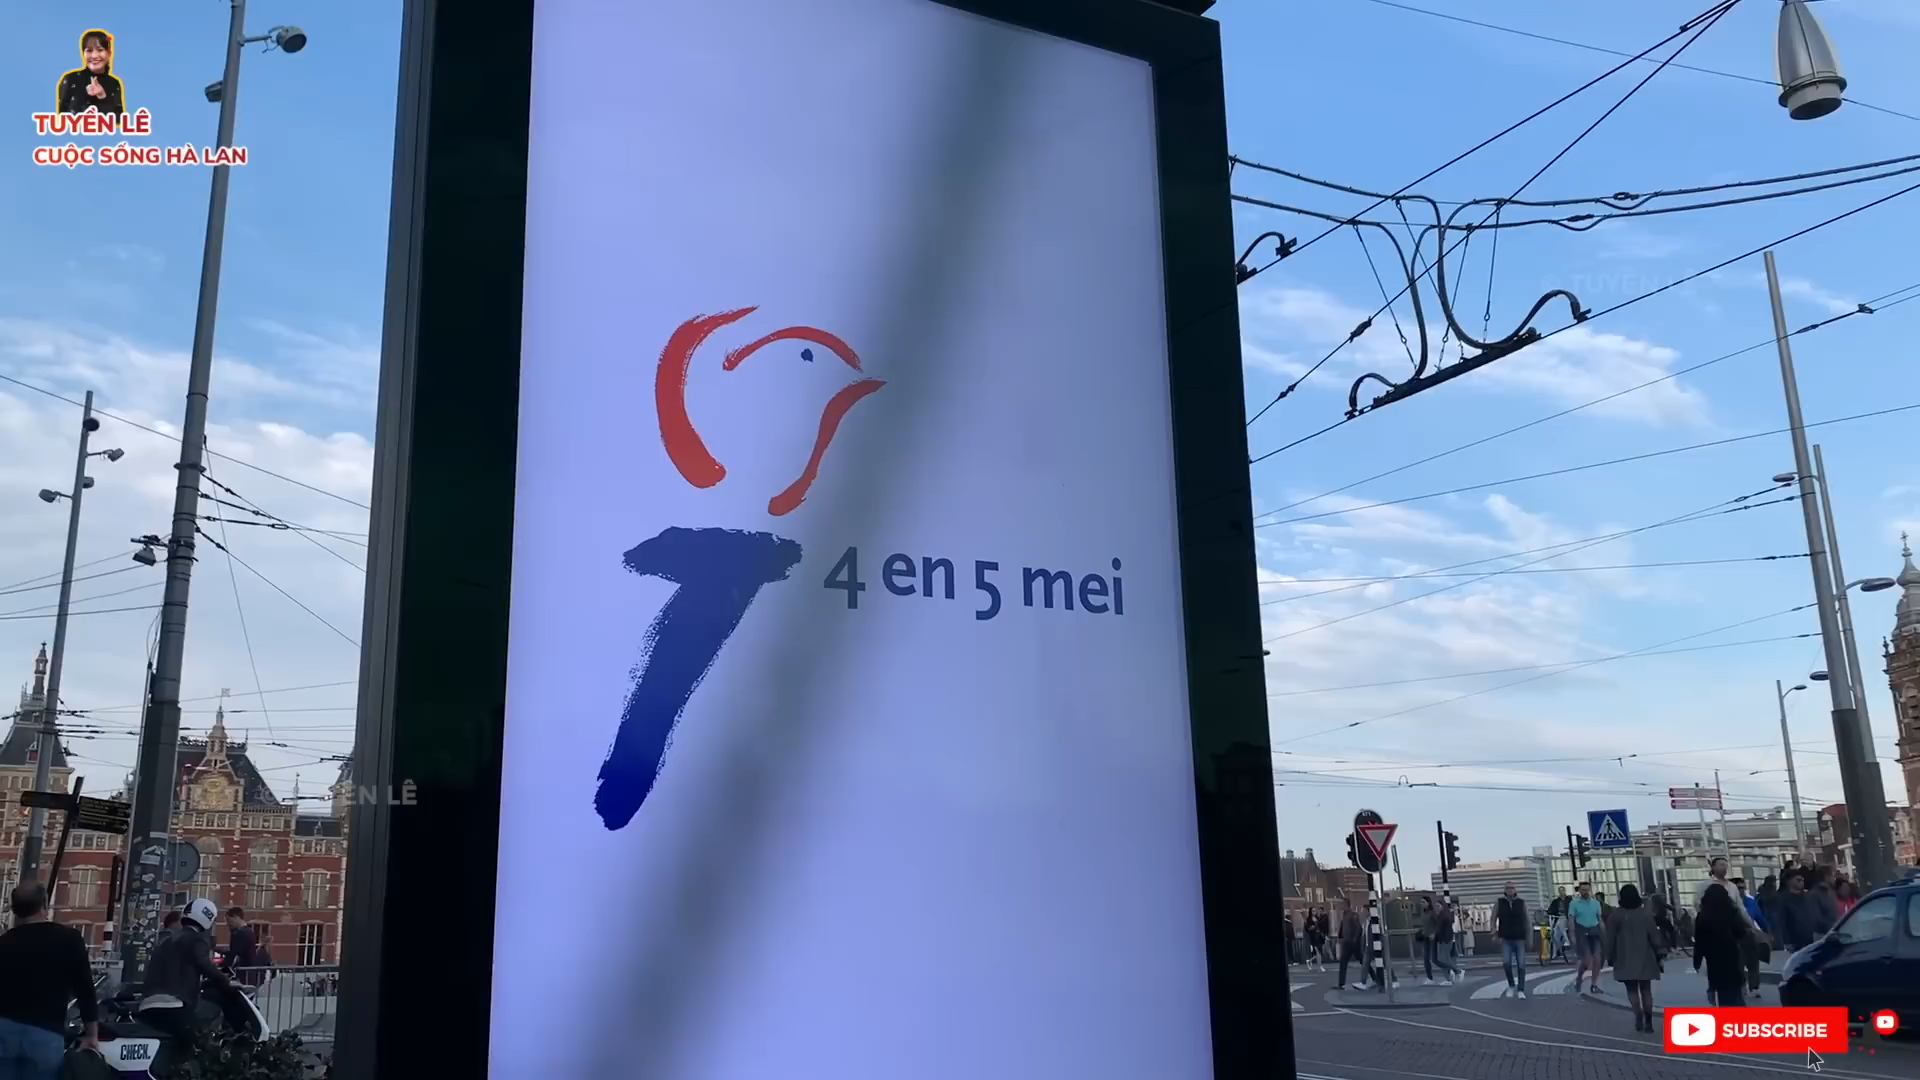 TUYỀN LÊ
CUỘC SỐNG HÀ LAN
4 en 5 mei
CHECK.
SUBSCRIBE